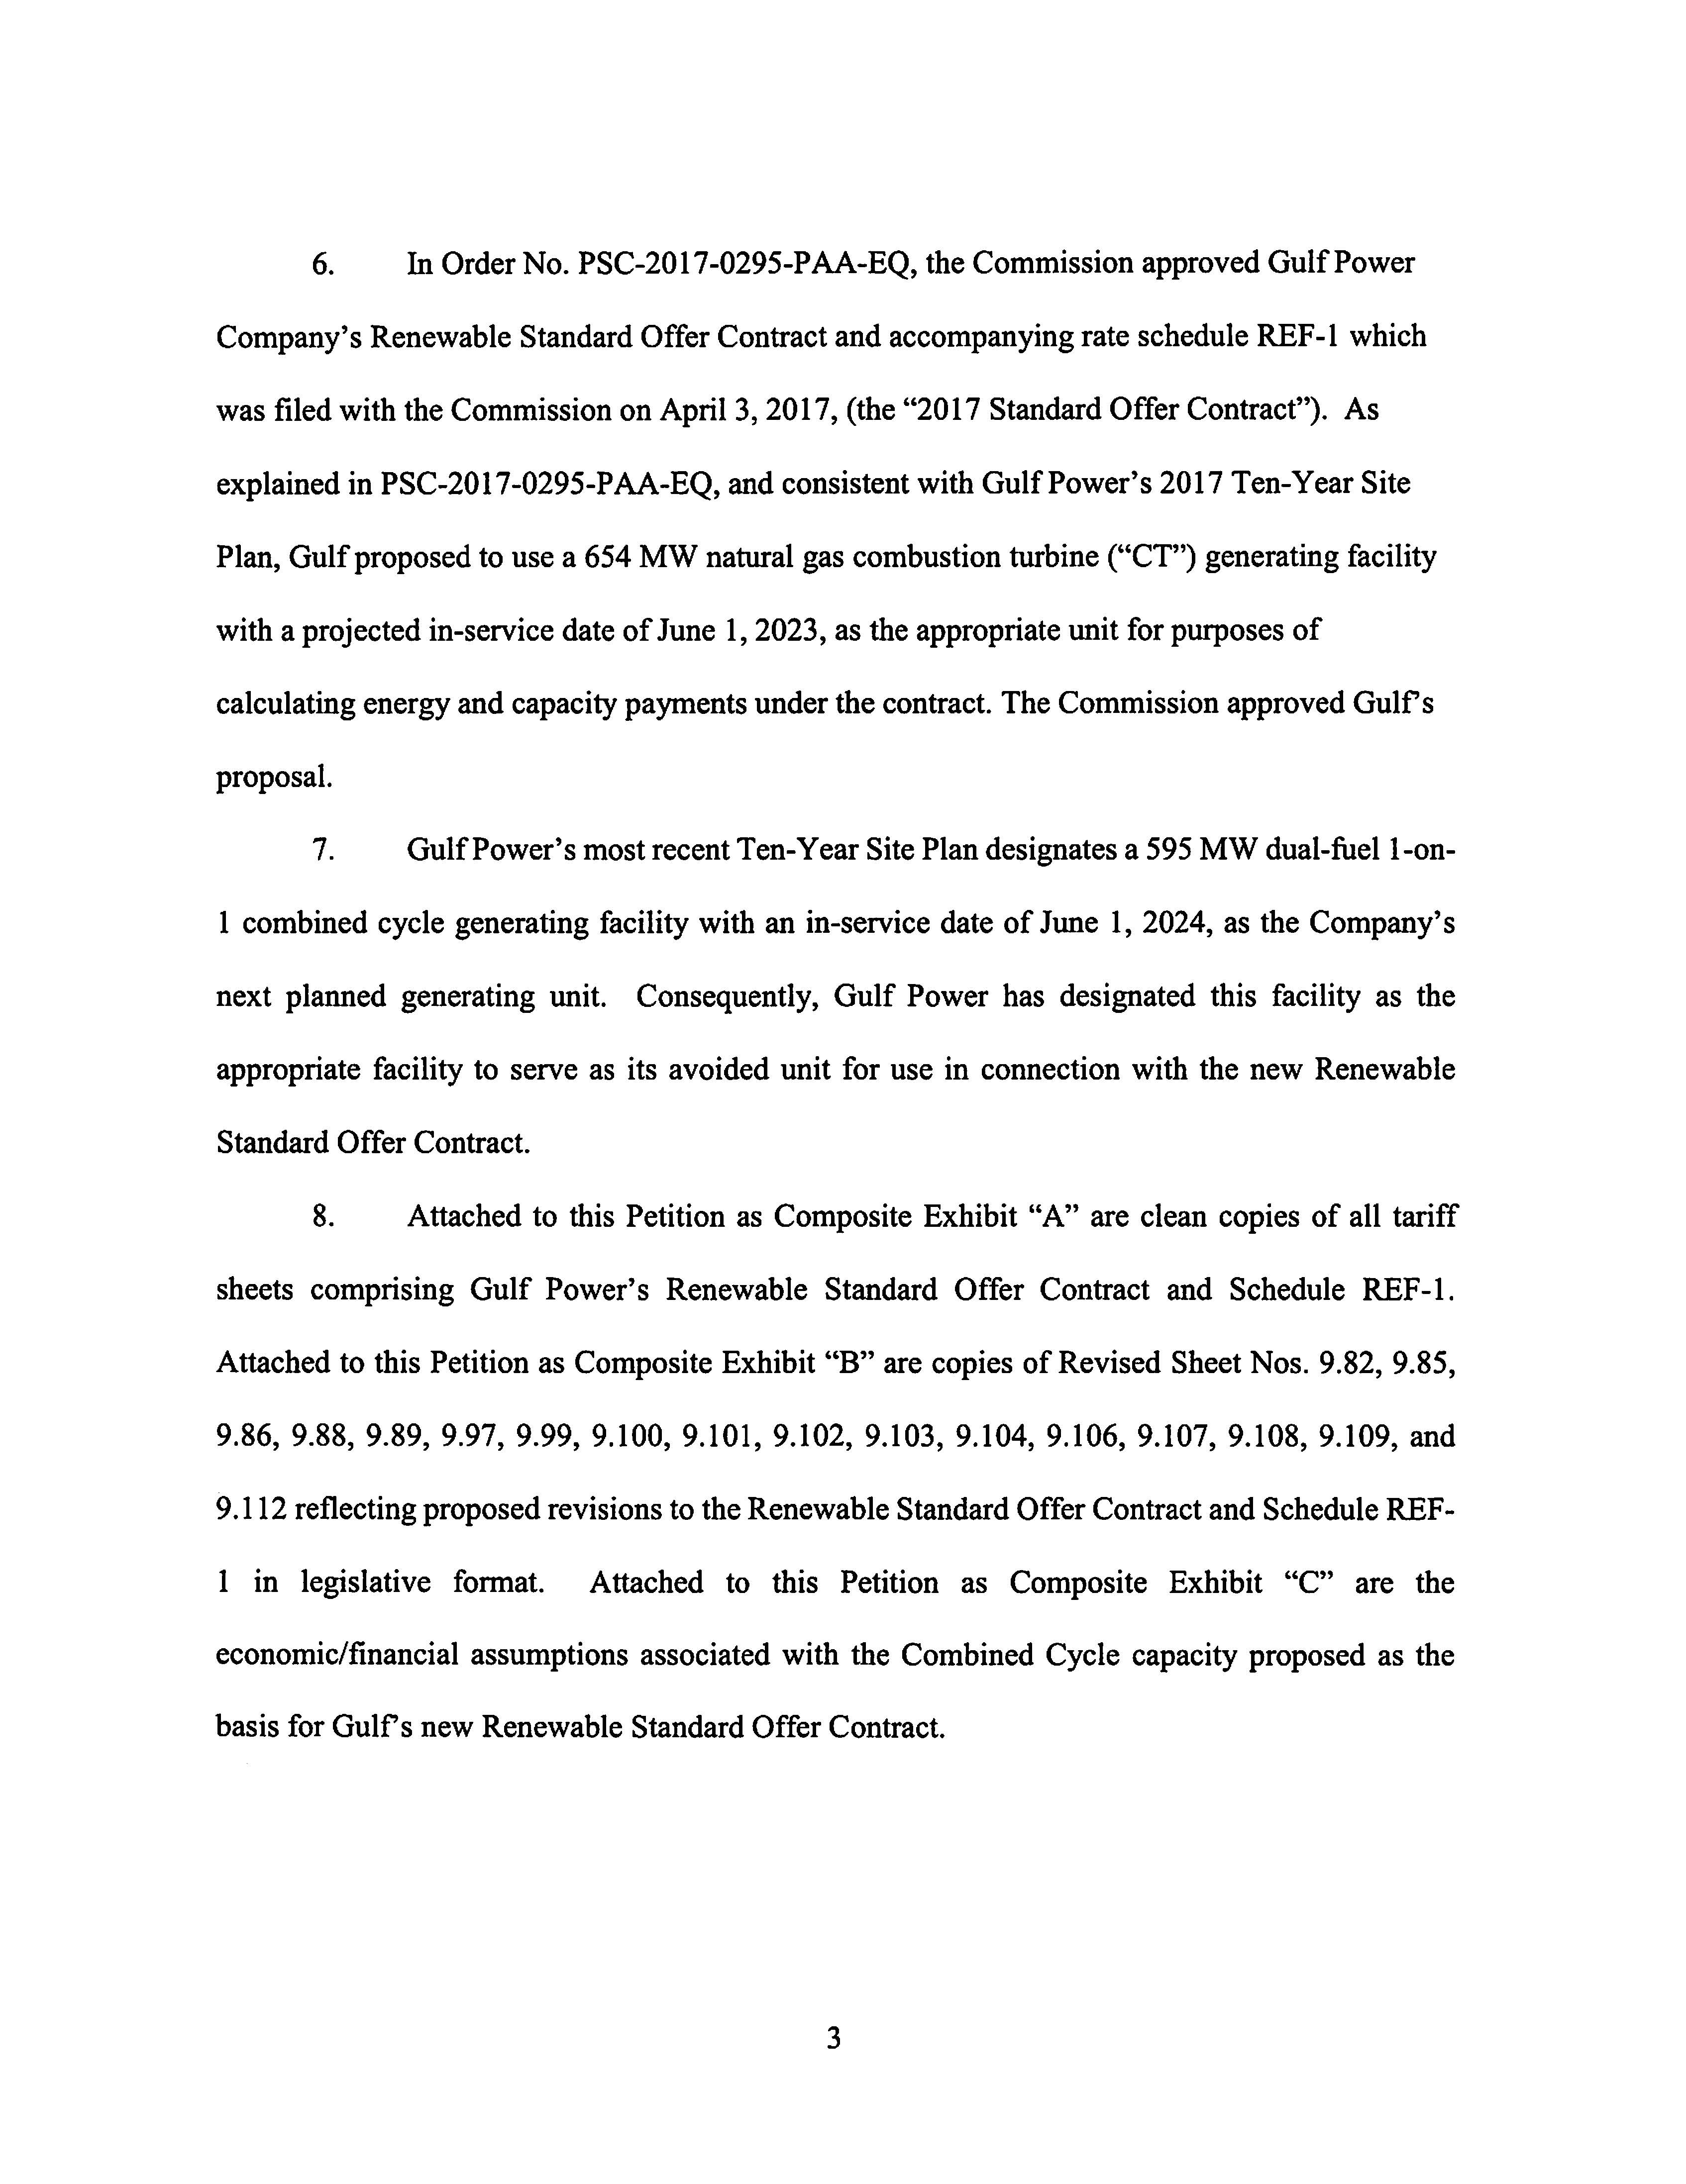 6. In Order No. PSC-2017-0295-PAA-EQ, the Commission approved Gulf Power
Company’s Renewable Standard Offer Contract and accompanying rate schedule REF-1 which
was filed with the Commission on April 3, 2017, (the “2017 Standard Offer Contract”). As
explained in PSC-2017-0295-PAA-EQ, and consistent with Gulf Power’s 2017 Ten-Year Site
Plan, Gulf proposed to use a 654 MW natural gas combustion turbine (“CT”) generating facility
with a projected in-service date of June 1, 2023, as the appropriate unit for purposes of
calculating energy and capacity payments under the contract. The Commission approved Gulf’s
proposal.
7. Gulf Power’s most recent Ten-Year Site Plan designates a 595 MW dual-fuel 1-on-
1 combined cycle generating facility with an in-service date of June 1, 2024, as the Company’s
next planned generating unit. Consequently, Gulf Power has designated this facility as the
appropriate facility to serve as its avoided unit for use in connection with the new Renewable
Standard Offer Contract.
8. Attached to this Petition as Composite Exhibit “A” are clean copies of all tariff
sheets comprising Gulf Power’s Renewable Standard Offer Contract and Schedule REF-1.
Attached to this Petition as Composite Exhibit “B” are copies of Revised Sheet Nos. 9.82, 9.85,
9.86, 9.88, 9.89, 9.97, 9.99, 9.100, 9.101, 9.102, 9.103, 9.104, 9.106, 9.107, 9.108, 9.109, and
9.112 reflecting proposed revisions to the Renewable Standard Offer Contract and Schedule REF-
1 in legislative format. Attached to this Petition as Composite Exhibit “C” are the
economic/financial assumptions associated with the Combined Cycle capacity proposed as the
basis for Gulf’s new Renewable Standard Offer Contract.
3